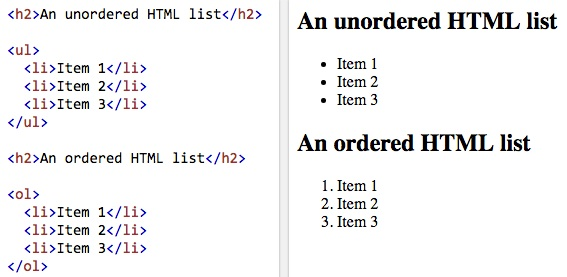 <h2>An unordered HTML list</h2>
<ul>
  <li>Item 1</li>
  <li>Item 2</li>
  <li>Item 3</li>
</ul>
<h2>An ordered HTML list</h2>
<ol>
  <li>Item 1</li>
  <li>Item 2</li>
  <li>Item 3</li>
</ol>
An unordered HTML list
• Item 1
• Item 2
• Item 3
An ordered HTML list
1. Item 1
2. Item 2
3. Item 3